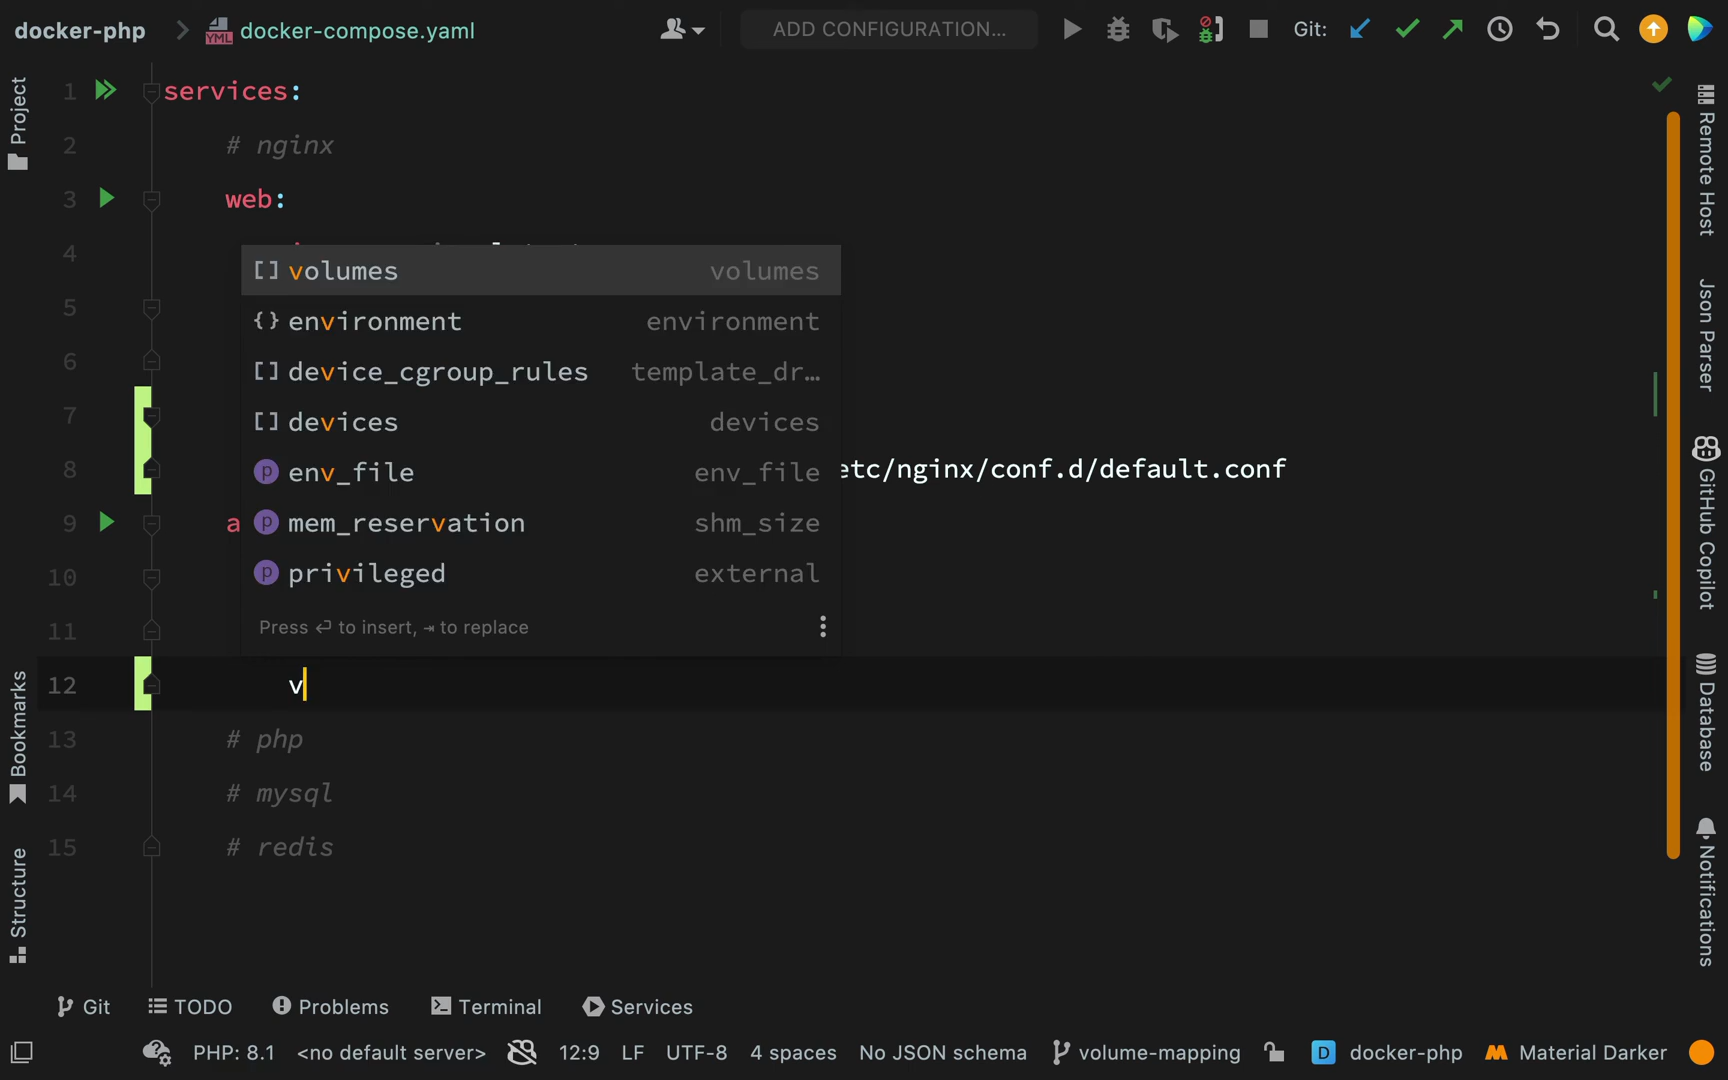 docker-php docker-compose.yaml ADD CONFIGURATION... Git:
Project
1 services:
2 # nginx
3 web:
4
volumes volumes
5 environment environment
6 device_cgroup_rules template_dr...
7 devices devices
8 env_file env_file etc/nginx/conf.d/default.conf
9 a mem_reservation shm_size
10 privileged external
11 Press ⏎ to insert, ⇥ to replace
12 v
13 # php
14 # mysql
15 # redis
Bookmarks
Structure
Remote Host
Json Parser
GitHub Copilot
Database
Notifications
Git TODO Problems Terminal Services
PHP: 8.1 <no default server> 12:9 LF UTF-8 4 spaces No JSON schema volume-mapping D docker-php Material Darker